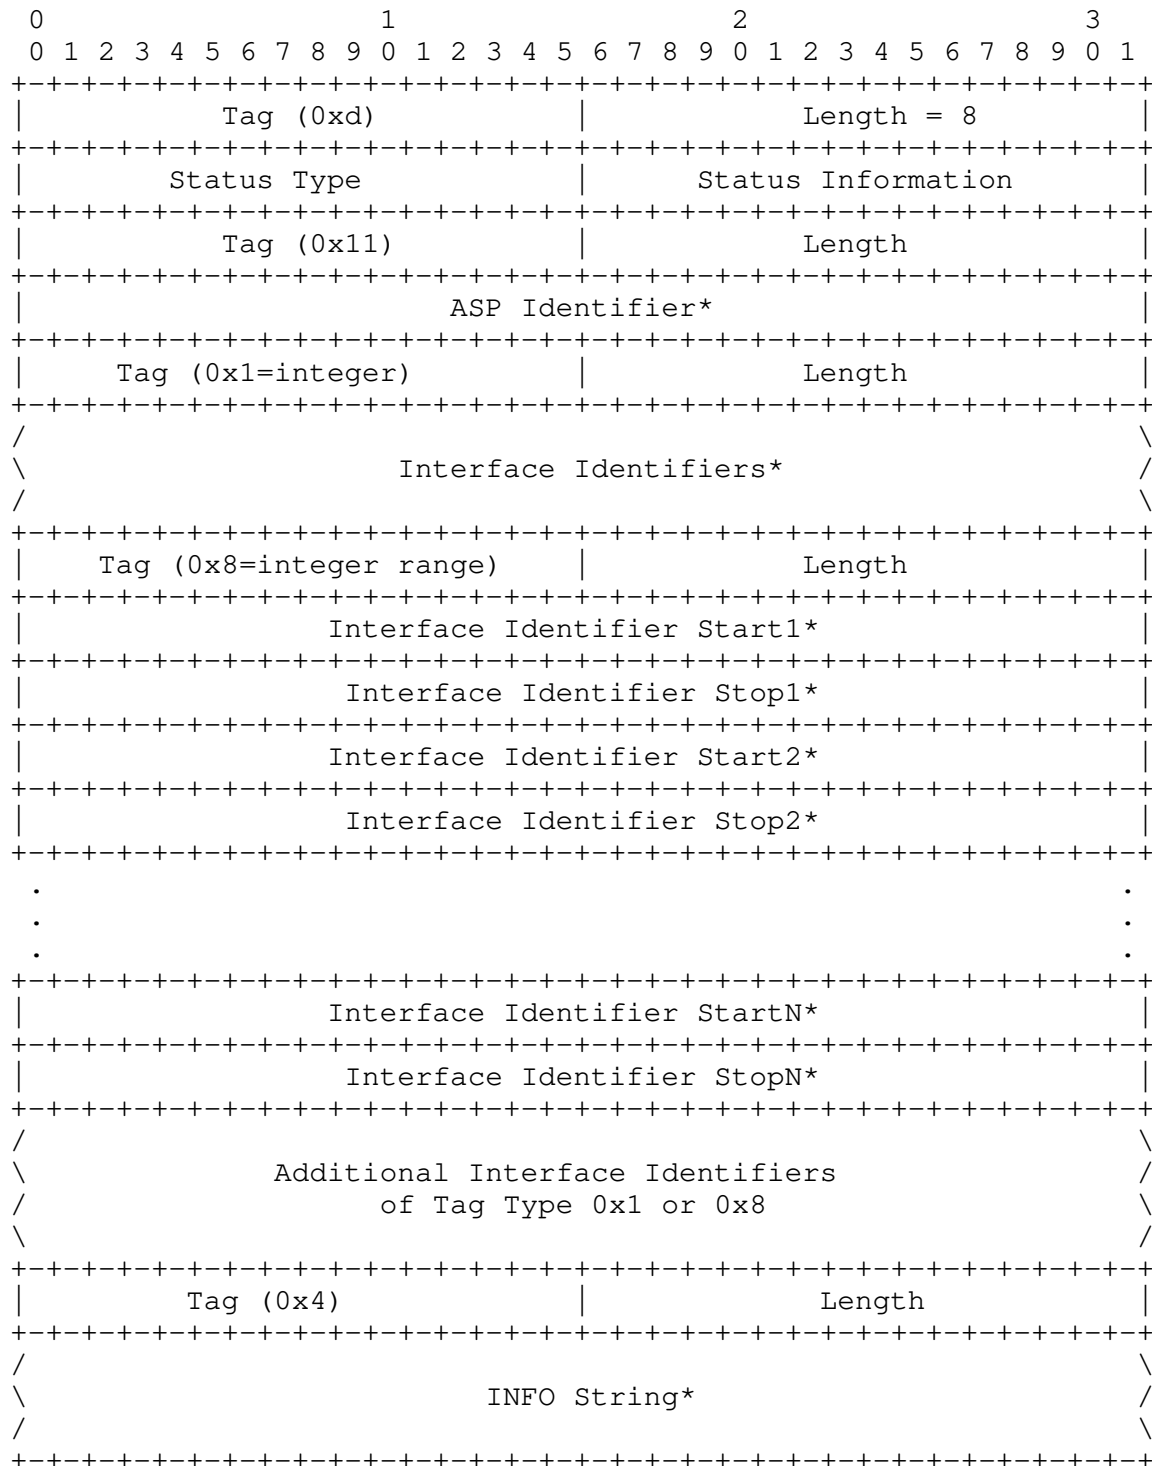 0                   1                   2                   3
 0 1 2 3 4 5 6 7 8 9 0 1 2 3 4 5 6 7 8 9 0 1 2 3 4 5 6 7 8 9 0 1
+-+-+-+-+-+-+-+-+-+-+-+-+-+-+-+-+-+-+-+-+-+-+-+-+-+-+-+-+-+-+-+-+
|           Tag (0xd)           |            Length = 8         |
+-+-+-+-+-+-+-+-+-+-+-+-+-+-+-+-+-+-+-+-+-+-+-+-+-+-+-+-+-+-+-+-+
|        Status Type            |      Status Information       |
+-+-+-+-+-+-+-+-+-+-+-+-+-+-+-+-+-+-+-+-+-+-+-+-+-+-+-+-+-+-+-+-+
|           Tag (0x11)          |            Length             |
+-+-+-+-+-+-+-+-+-+-+-+-+-+-+-+-+-+-+-+-+-+-+-+-+-+-+-+-+-+-+-+-+
|                        ASP Identifier*                        |
+-+-+-+-+-+-+-+-+-+-+-+-+-+-+-+-+-+-+-+-+-+-+-+-+-+-+-+-+-+-+-+-+
|     Tag (0x1=integer)         |            Length             |
+-+-+-+-+-+-+-+-+-+-+-+-+-+-+-+-+-+-+-+-+-+-+-+-+-+-+-+-+-+-+-+-+
/                                                               \
\                     Interface Identifiers*                    /
/                                                               \
+-+-+-+-+-+-+-+-+-+-+-+-+-+-+-+-+-+-+-+-+-+-+-+-+-+-+-+-+-+-+-+-+
|    Tag (0x8=integer range)    |            Length             |
+-+-+-+-+-+-+-+-+-+-+-+-+-+-+-+-+-+-+-+-+-+-+-+-+-+-+-+-+-+-+-+-+
|                 Interface Identifier Start1*                  |
+-+-+-+-+-+-+-+-+-+-+-+-+-+-+-+-+-+-+-+-+-+-+-+-+-+-+-+-+-+-+-+-+
|                  Interface Identifier Stop1*                  |
+-+-+-+-+-+-+-+-+-+-+-+-+-+-+-+-+-+-+-+-+-+-+-+-+-+-+-+-+-+-+-+-+
|                 Interface Identifier Start2*                  |
+-+-+-+-+-+-+-+-+-+-+-+-+-+-+-+-+-+-+-+-+-+-+-+-+-+-+-+-+-+-+-+-+
|                  Interface Identifier Stop2*                  |
+-+-+-+-+-+-+-+-+-+-+-+-+-+-+-+-+-+-+-+-+-+-+-+-+-+-+-+-+-+-+-+-+
 .                                                             .
 .                                                             .
 .                                                             .
+-+-+-+-+-+-+-+-+-+-+-+-+-+-+-+-+-+-+-+-+-+-+-+-+-+-+-+-+-+-+-+-+
|                 Interface Identifier StartN*                  |
+-+-+-+-+-+-+-+-+-+-+-+-+-+-+-+-+-+-+-+-+-+-+-+-+-+-+-+-+-+-+-+-+
|                  Interface Identifier StopN*                  |
+-+-+-+-+-+-+-+-+-+-+-+-+-+-+-+-+-+-+-+-+-+-+-+-+-+-+-+-+-+-+-+-+
/                                                               \
\              Additional Interface Identifiers                 /
/                    of Tag Type 0x1 or 0x8                     \
\                                                               /
+-+-+-+-+-+-+-+-+-+-+-+-+-+-+-+-+-+-+-+-+-+-+-+-+-+-+-+-+-+-+-+-+
|         Tag (0x4)             |             Length            |
+-+-+-+-+-+-+-+-+-+-+-+-+-+-+-+-+-+-+-+-+-+-+-+-+-+-+-+-+-+-+-+-+
/                                                               \
\                          INFO String*                         /
/                                                               \
+-+-+-+-+-+-+-+-+-+-+-+-+-+-+-+-+-+-+-+-+-+-+-+-+-+-+-+-+-+-+-+-+